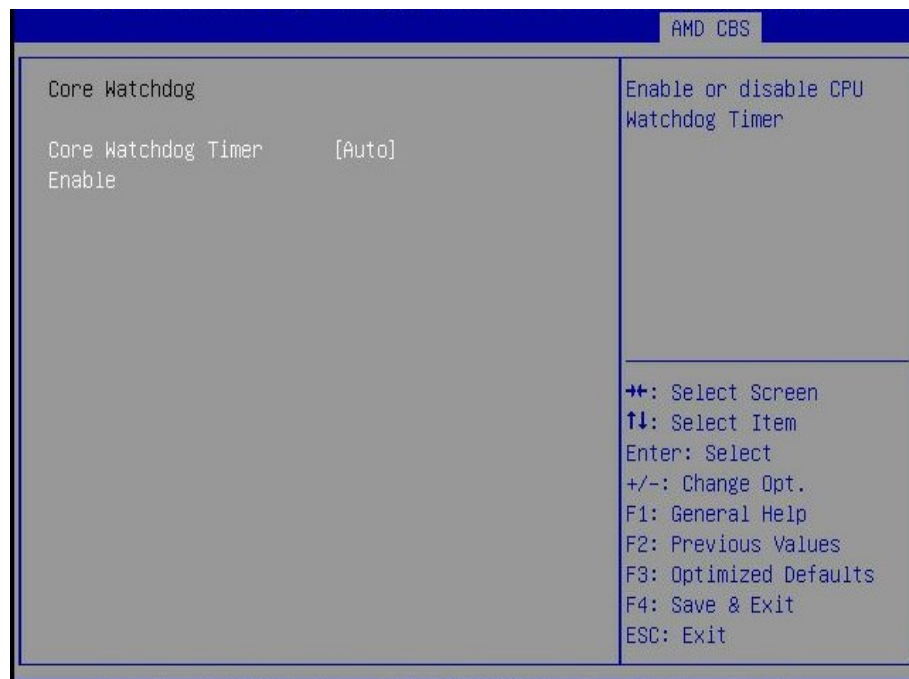 AMD CBS
Core Watchdog
Core Watchdog Timer [Auto]
Enable
Enable or disable CPU
Watchdog Timer
→←: Select Screen
↑↓: Select Item
Enter: Select
+/-: Change Opt.
F1: General Help
F2: Previous Values
F3: Optimized Defaults
F4: Save & Exit
ESC: Exit